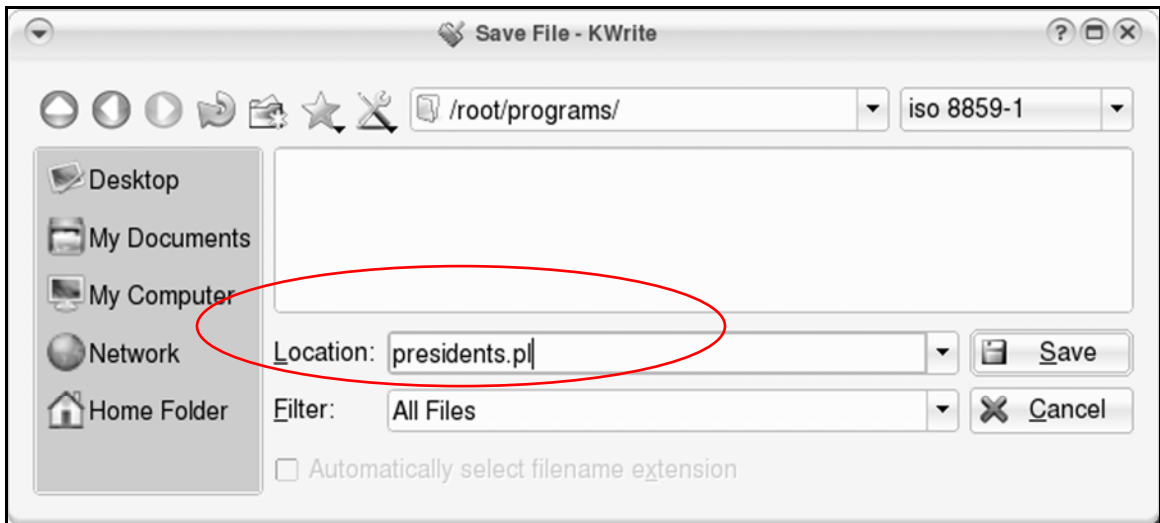 Save File - KWrite
/root/programs/
iso 8859-1
Desktop
My Documents
My Computer
Network
Home Folder
Location: presidents.pl
Save
Filter: All Files
Cancel
Automatically select filename extension